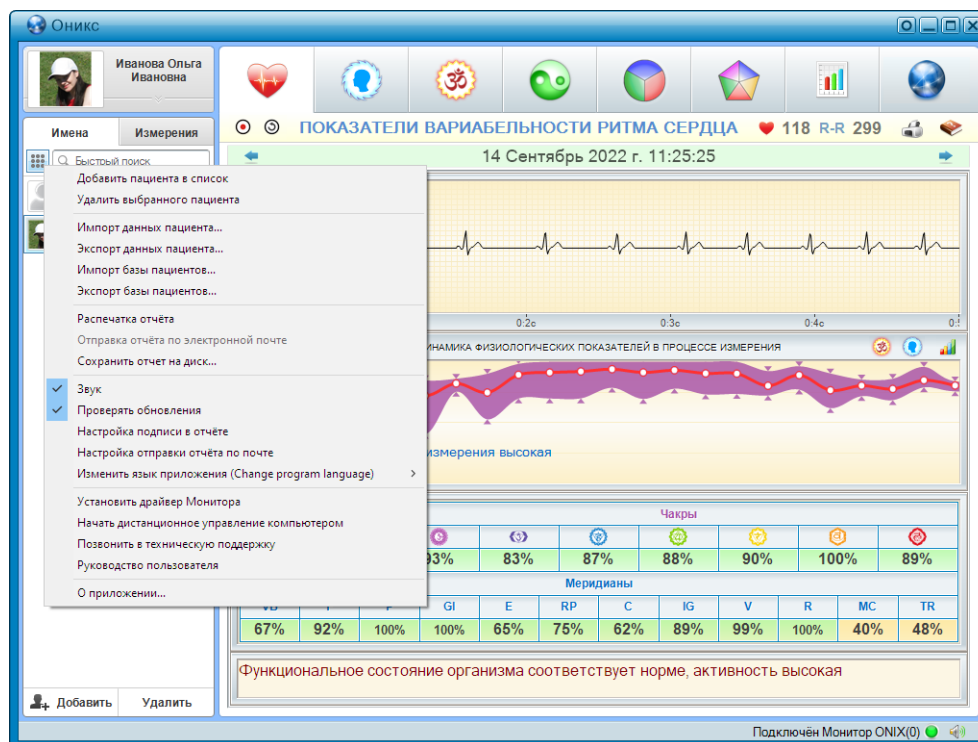 Оникс
Иванова Ольга
Ивановна
Имена
Измерения
ПОКАЗАТЕЛИ ВАРИАБЕЛЬНОСТИ РИТМА СЕРДЦА 118 R-R 299
Быстрый поиск
14 Сентябрь 2022 г. 11:25:25
Добавить пациента в список
Удалить выбранного пациента
Импорт данных пациента...
Экспорт данных пациента...
Импорт базы пациентов...
Экспорт базы пациентов...
Распечатка отчёта
Отправка отчёта по электронной почте
Сохранить отчет на диск...
Звук
Проверять обновления
Настройка подписи в отчёте
Настройка отправки отчёта по почте
Изменить язык приложения (Change program language)
Установить драйвер Монитора
Начать дистанционное управление компьютером
Позвонить в техническую поддержку
Руководство пользователя
О приложении...
0:2с 0:3с 0:4с
ФИЗИОЛОГИЧЕСКИХ ПОКАЗАТЕЛЕЙ В ПРОЦЕССЕ ИЗМЕРЕНИЯ
высокая
Чакры
93% 83% 87% 88% 90% 100% 89%
Меридианы
GI E RP C IG V R MC TR
67% 92% 100% 100% 65% 75% 62% 89% 99% 100% 40% 48%
Функциональное состояние организма соответствует норме, активность высокая
Добавить Удалить
Подключён Монитор ONIX(0)